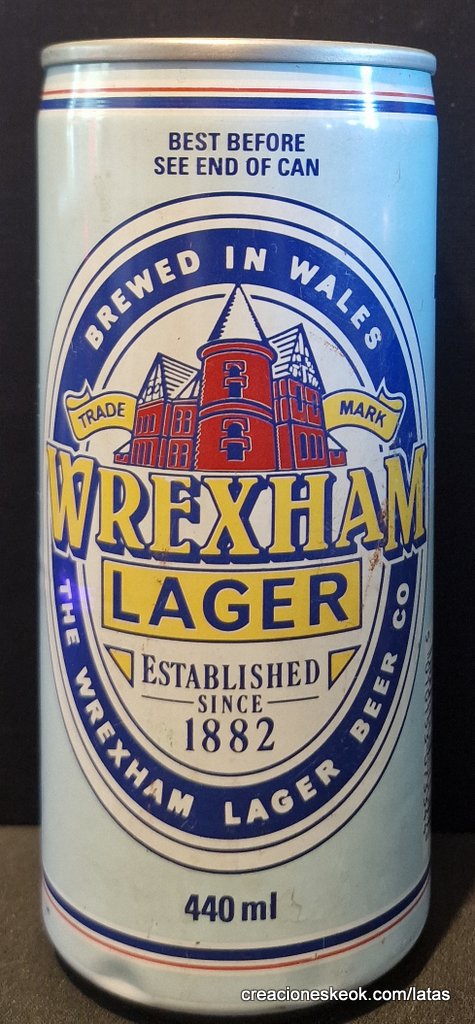 BEST BEFORE
SEE END OF CAN
BREWED IN WALES
TRADE
MARK
WREXHAM
LAGER
ESTABLISHED
SINCE
1882
THE WREXHAM LAGER BEER CO
440 ml
creacioneskeok.com/latas